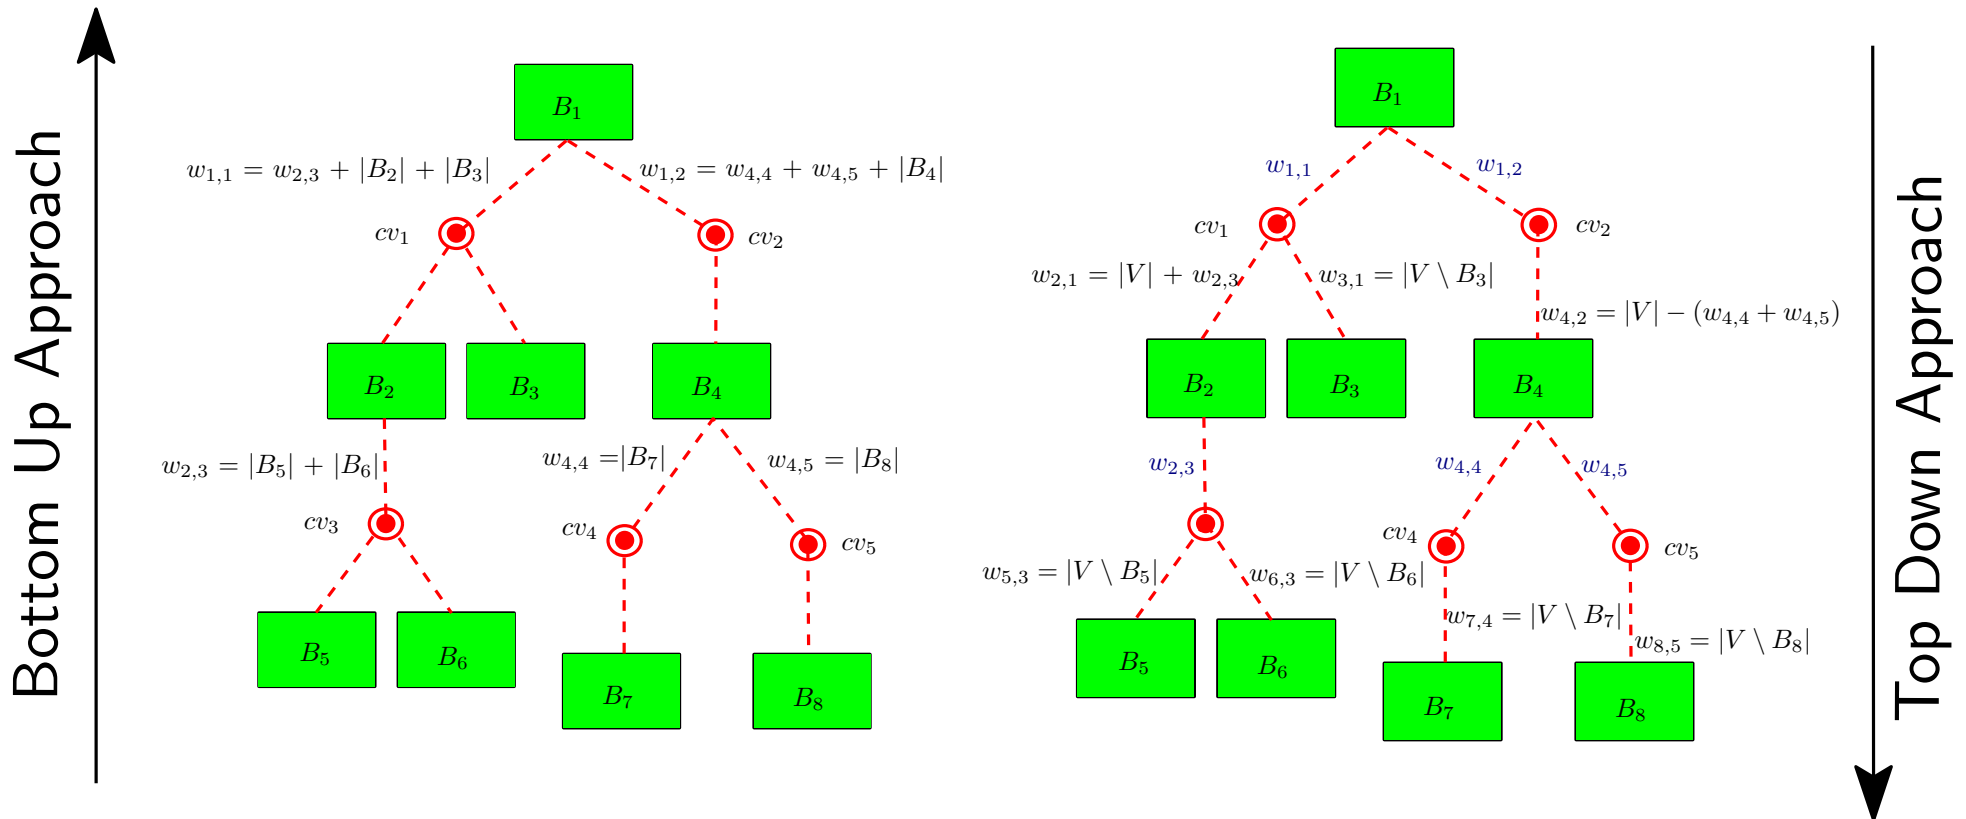 Bottom Up Approach
B₁
w₁,₁ = w₂,₃ + |B₂| + |B₃|
w₁,₂ = w₄,₄ + w₄,₅ + |B₄|
cv₁
cv₂
B₂
B₃
B₄
w₂,₃ = |B₅| + |B₆|
w₄,₄ =|B₇|
w₄,₅ = |B₈|
cv₃
cv₄
cv₅
B₅
B₆
B₇
B₈
B₁
w₁,₁
w₁,₂
cv₁
cv₂
w₂,₁ = |V| + w₂,₃
w₃,₁ = |V \ B₃|
w₄,₂ = |V| − (w₄,₄ + w₄,₅)
B₂
B₃
B₄
w₂,₃
w₄,₄
w₄,₅
cv₄
cv₅
w₅,₃ = |V \ B₅|
w₆,₃ = |V \ B₆|
w₇,₄ = |V \ B₇|
w₈,₅ = |V \ B₈|
B₅
B₆
B₇
B₈
Top Down Approach